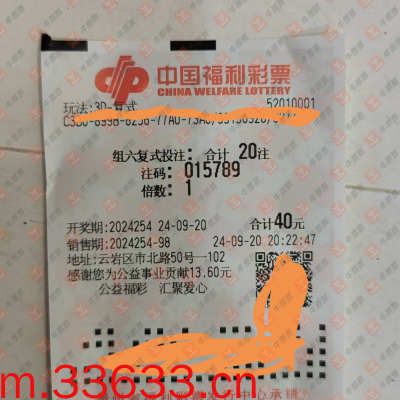 中国福利彩票
CHINA WELFARE LOTTERY
玩法:3D-复式
52010001
组六复式投注: 合计 20注
注码: 015789
倍数: 1
开奖期: 2024254 24-09-20 合计40元
销售期: 2024254-98 24-09-20 20:22:47
地址: 云岩区市北路50号一102
感谢您为公益事业贡献13.60元
公益福彩 汇聚爱心
m.33633.cn